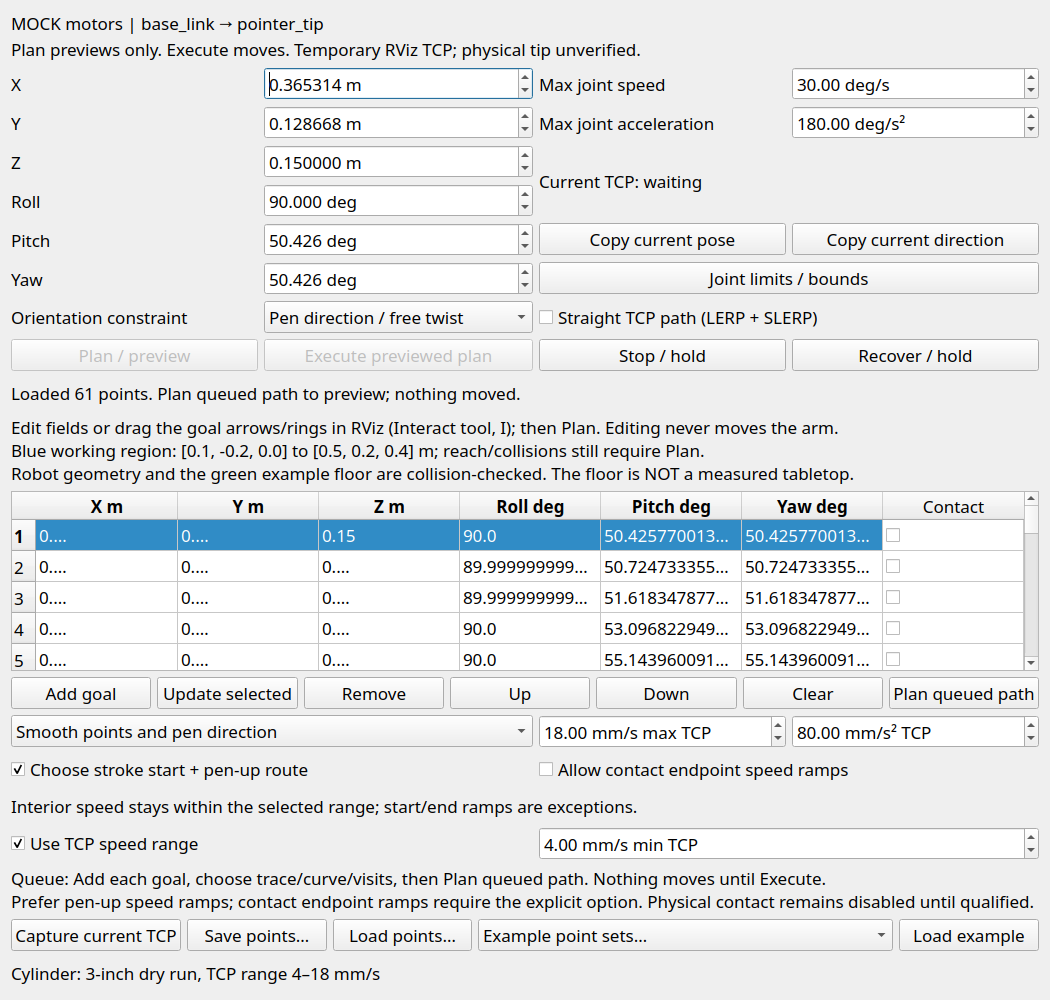 MOCK motors | base_link → pointer_tip
Plan previews only. Execute moves. Temporary RViz TCP; physical tip unverified.
X 0.365314 m Max joint speed 30.00 deg/s
Y 0.128668 m Max joint acceleration 180.00 deg/s²
Z 0.150000 m
Current TCP: waiting
Roll 90.000 deg
Pitch 50.426 deg Copy current pose Copy current direction
Yaw 50.426 deg Joint limits / bounds
Orientation constraint Pen direction / free twist Straight TCP path (LERP + SLERP)
Plan / preview Execute previewed plan Stop / hold Recover / hold
Loaded 61 points. Plan queued path to preview; nothing moved.
Edit fields or drag the goal arrows/rings in RViz (Interact tool, I); then Plan. Editing never moves the arm.
Blue working region: [0.1, -0.2, 0.0] to [0.5, 0.2, 0.4] m; reach/collisions still require Plan.
Robot geometry and the green example floor are collision-checked. The floor is NOT a measured tabletop.
X m Y m Z m Roll deg Pitch deg Yaw deg Contact
1 0.... 0.... 0.15 90.0 50.425770013... 50.425770013...
2 0.... 0.... 0.... 89.999999999... 50.724733355... 50.724733355...
3 0.... 0.... 0.... 89.999999999... 51.618347877... 51.618347877...
4 0.... 0.... 0.... 90.0 53.096822949... 53.096822949...
5 0.... 0.... 0.... 90.0 55.143960091... 55.143960091...
Add goal Update selected Remove Up Down Clear Plan queued path
Smooth points and pen direction 18.00 mm/s max TCP 80.00 mm/s² TCP
Choose stroke start + pen-up route Allow contact endpoint speed ramps
Interior speed stays within the selected range; start/end ramps are exceptions.
Use TCP speed range 4.00 mm/s min TCP
Queue: Add each goal, choose trace/curve/visits, then Plan queued path. Nothing moves until Execute.
Prefer pen-up speed ramps; contact endpoint ramps require the explicit option. Physical contact remains disabled until qualified.
Capture current TCP Save points... Load points... Example point sets... Load example
Cylinder: 3-inch dry run, TCP range 4–18 mm/s